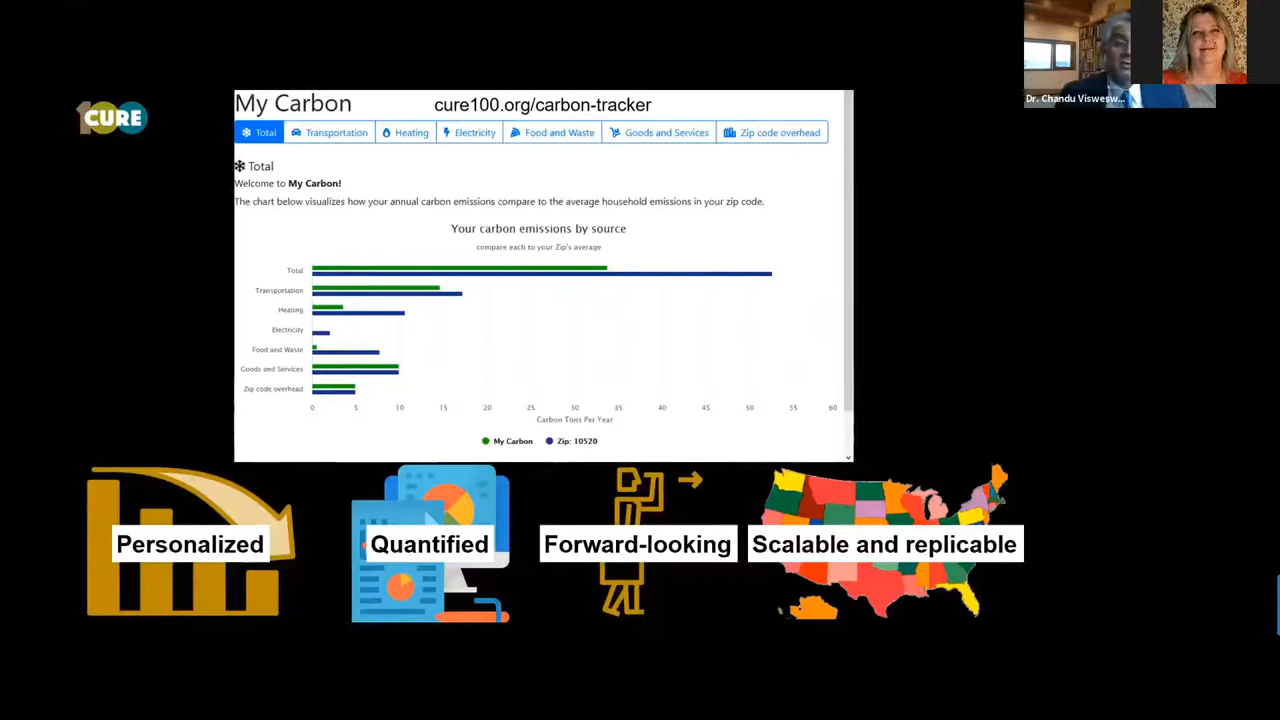 My Carbon
cure100.org/carbon-tracker
Total
Transportation
Heating
Electricity
Food and Waste
Goods and Services
Zip code overhead
Total
Welcome to My Carbon!
The chart below visualizes how your annual carbon emissions compare to the average household emissions in your zip code.
Your carbon emissions by source
compare each to your Zip's average
Total
Transportation
Heating
Electricity
Food and Waste
Goods and Services
Zip code overhead
0 5 10 15 20 25 30 35 40 45 50 55 60
Carbon Tons Per Year
My Carbon
Zip: 10520
100
CURE
Dr. Chandu Viswesw...
Personalized
Quantified
Forward-looking
Scalable and replicable